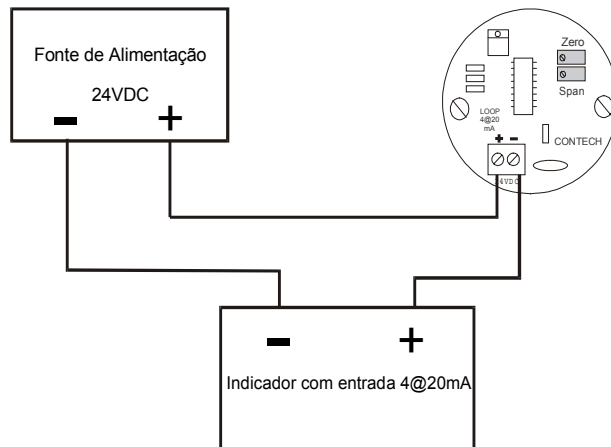 Fonte de Alimentação
24VDC
- +
Zero
Span
LOOP
4@20
mA
+ -
CONTECH
24VDC
- +
Indicador com entrada 4@20mA